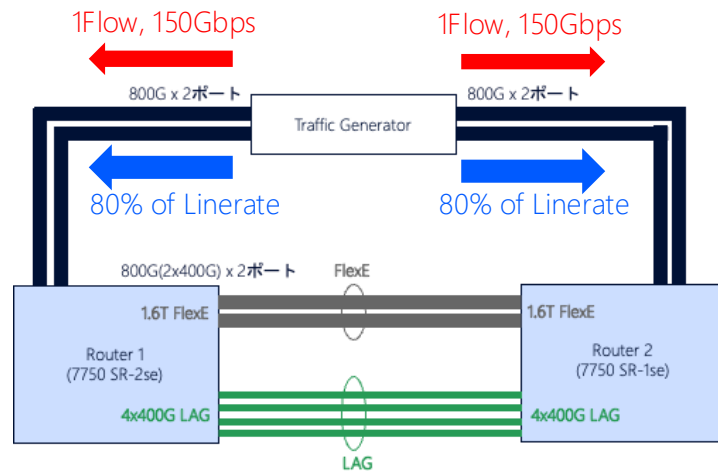 1Flow, 150Gbps
1Flow, 150Gbps
800G x 2ポート
800G x 2ポート
Traffic Generator
80% of Linerate
80% of Linerate
800G(2x400G) x 2ポート
FlexE
1.6T FlexE
1.6T FlexE
Router 1
(7750 SR-2se)
Router 2
(7750 SR-1se)
4x400G LAG
4x400G LAG
LAG